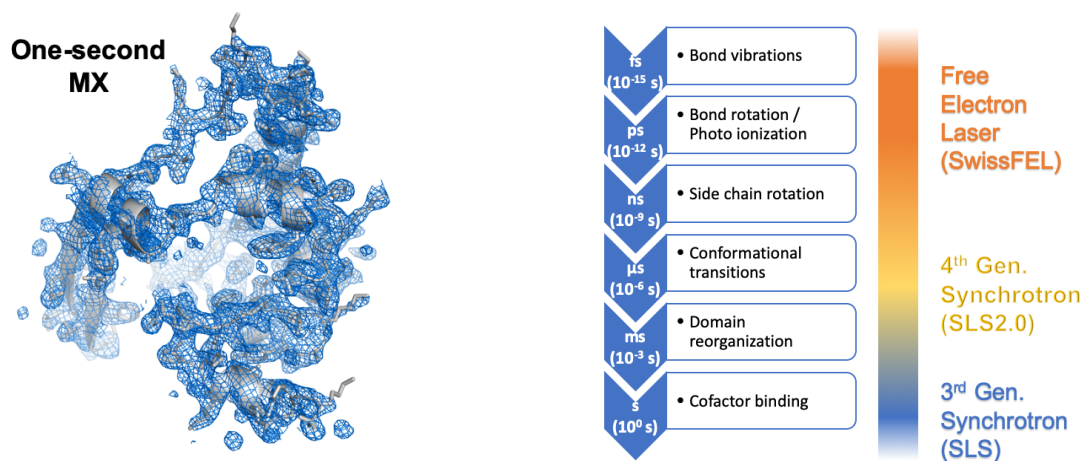 One-second
MX
fs
(10⁻¹⁵ s)
• Bond vibrations
ps
(10⁻¹² s)
• Bond rotation /
Photo ionization
ns
(10⁻⁹ s)
• Side chain rotation
µs
(10⁻⁶ s)
• Conformational
transitions
ms
(10⁻³ s)
• Domain
reorganization
s
(10⁰ s)
• Cofactor binding
Free
Electron
Laser
(SwissFEL)
4ᵗʰ Gen.
Synchrotron
(SLS2.0)
3ʳᵈ Gen.
Synchrotron
(SLS)